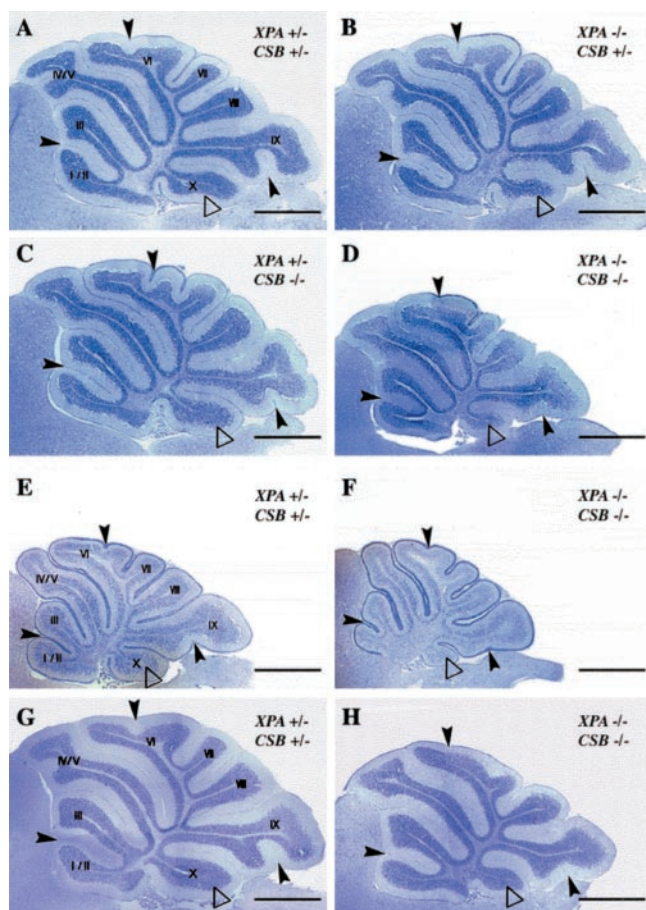 A
XPA +/-
CSB +/-
VI
VII
IV/V
VIII
III
IX
I/II
X
B
XPA -/-
CSB +/-
C
XPA +/-
CSB -/-
D
XPA -/-
CSB -/-
E
XPA +/-
CSB +/-
VI
VII
IV/V
VIII
III
IX
I/II
X
F
XPA -/-
CSB -/-
G
XPA +/-
CSB +/-
VI
VII
IV/V
VIII
III
IX
I/II
X
H
XPA -/-
CSB -/-